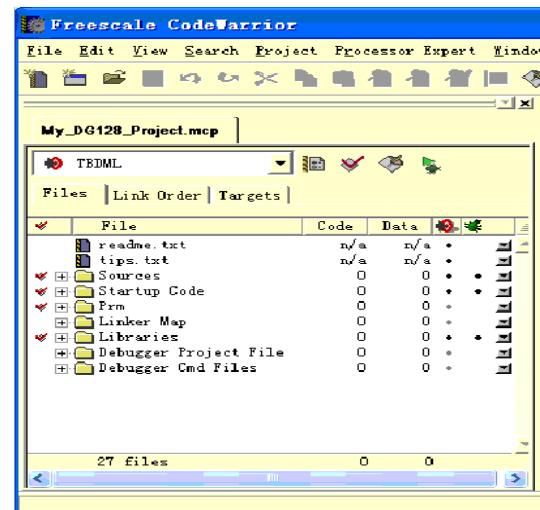 Freescale CodeWarrior
File Edit View Search Project Processor Expert Windo
My_DG128_Project.mcp
TBDML
Files Link Order Targets
File Code Data
readme.txt n/a n/a
tips.txt n/a n/a
Sources 0 0
Startup Code 0 0
Prm 0 0
Linker Map 0 0
Libraries 0 0
Debugger Project File 0 0
Debugger Cmd Files 0 0
27 files 0 0